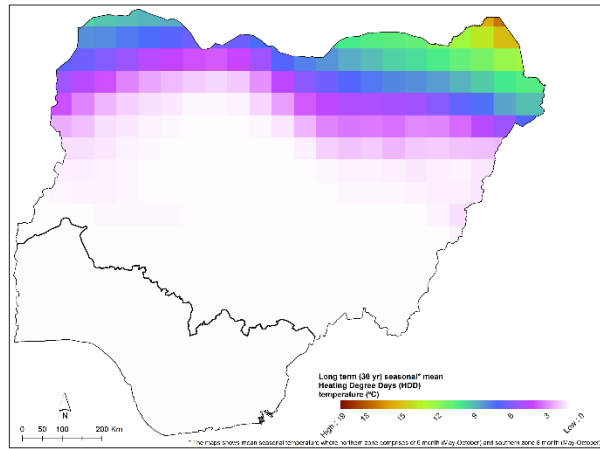 Long term (30 yr) seasonal* mean
Heating Degree Days (HDD)
temperature (°C)
High : 18
15
12
9
6
3
Low : 0
N
0 50 100 200 Km
* The maps shows mean seasonal temperature where northern zone comprises of 6 month (May-October) and southern zone 8 month (May-October)